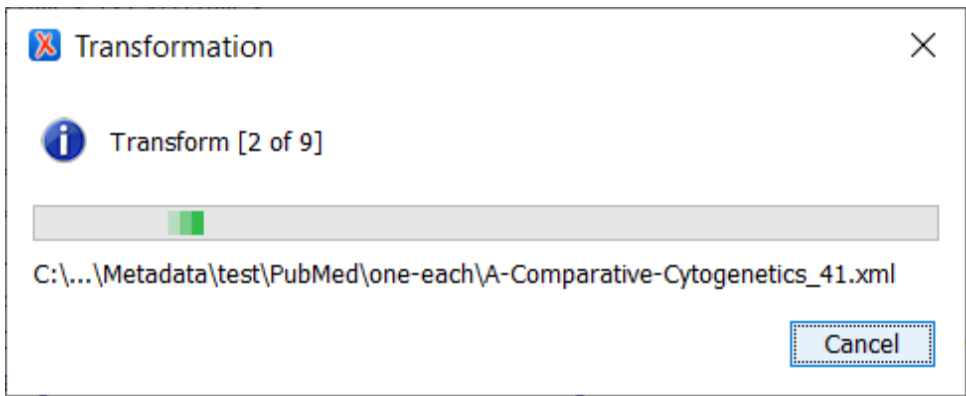 Transformation
Transform [2 of 9]
C:\...\Metadata\test\PubMed\one-each\A-Comparative-Cytogenetics_41.xml
Cancel